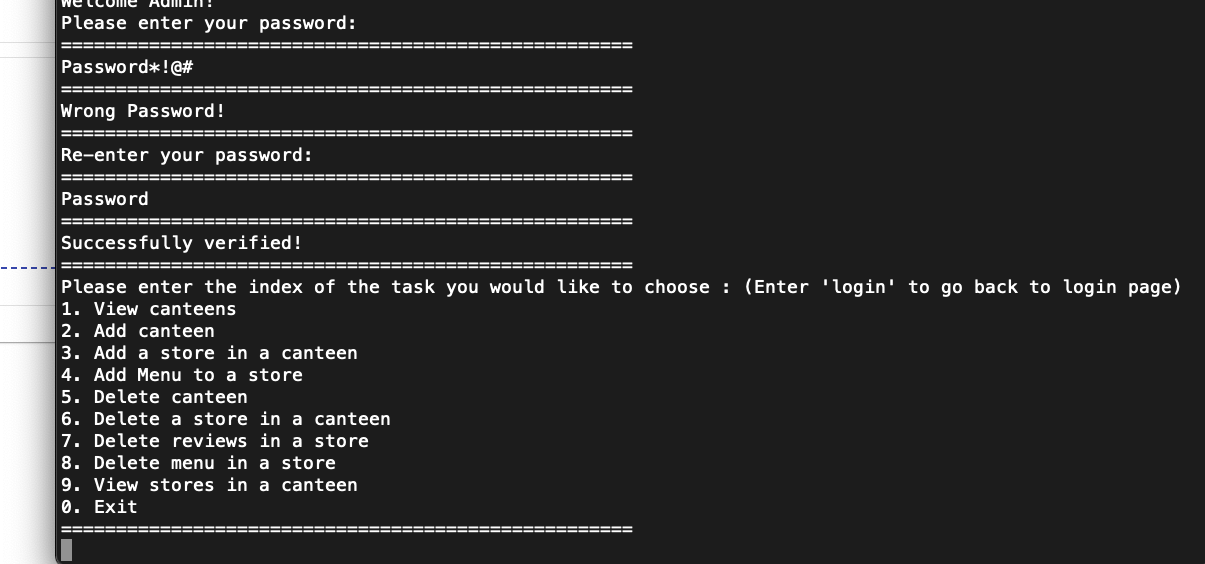 Welcome Admin!
Please enter your password:
====================================================
Password*!@#
====================================================
Wrong Password!
====================================================
Re-enter your password:
====================================================
Password
====================================================
Successfully verified!
====================================================
Please enter the index of the task you would like to choose : (Enter 'login' to go back to login page)
1. View canteens
2. Add canteen
3. Add a store in a canteen
4. Add Menu to a store
5. Delete canteen
6. Delete a store in a canteen
7. Delete reviews in a store
8. Delete menu in a store
9. View stores in a canteen
0. Exit
====================================================